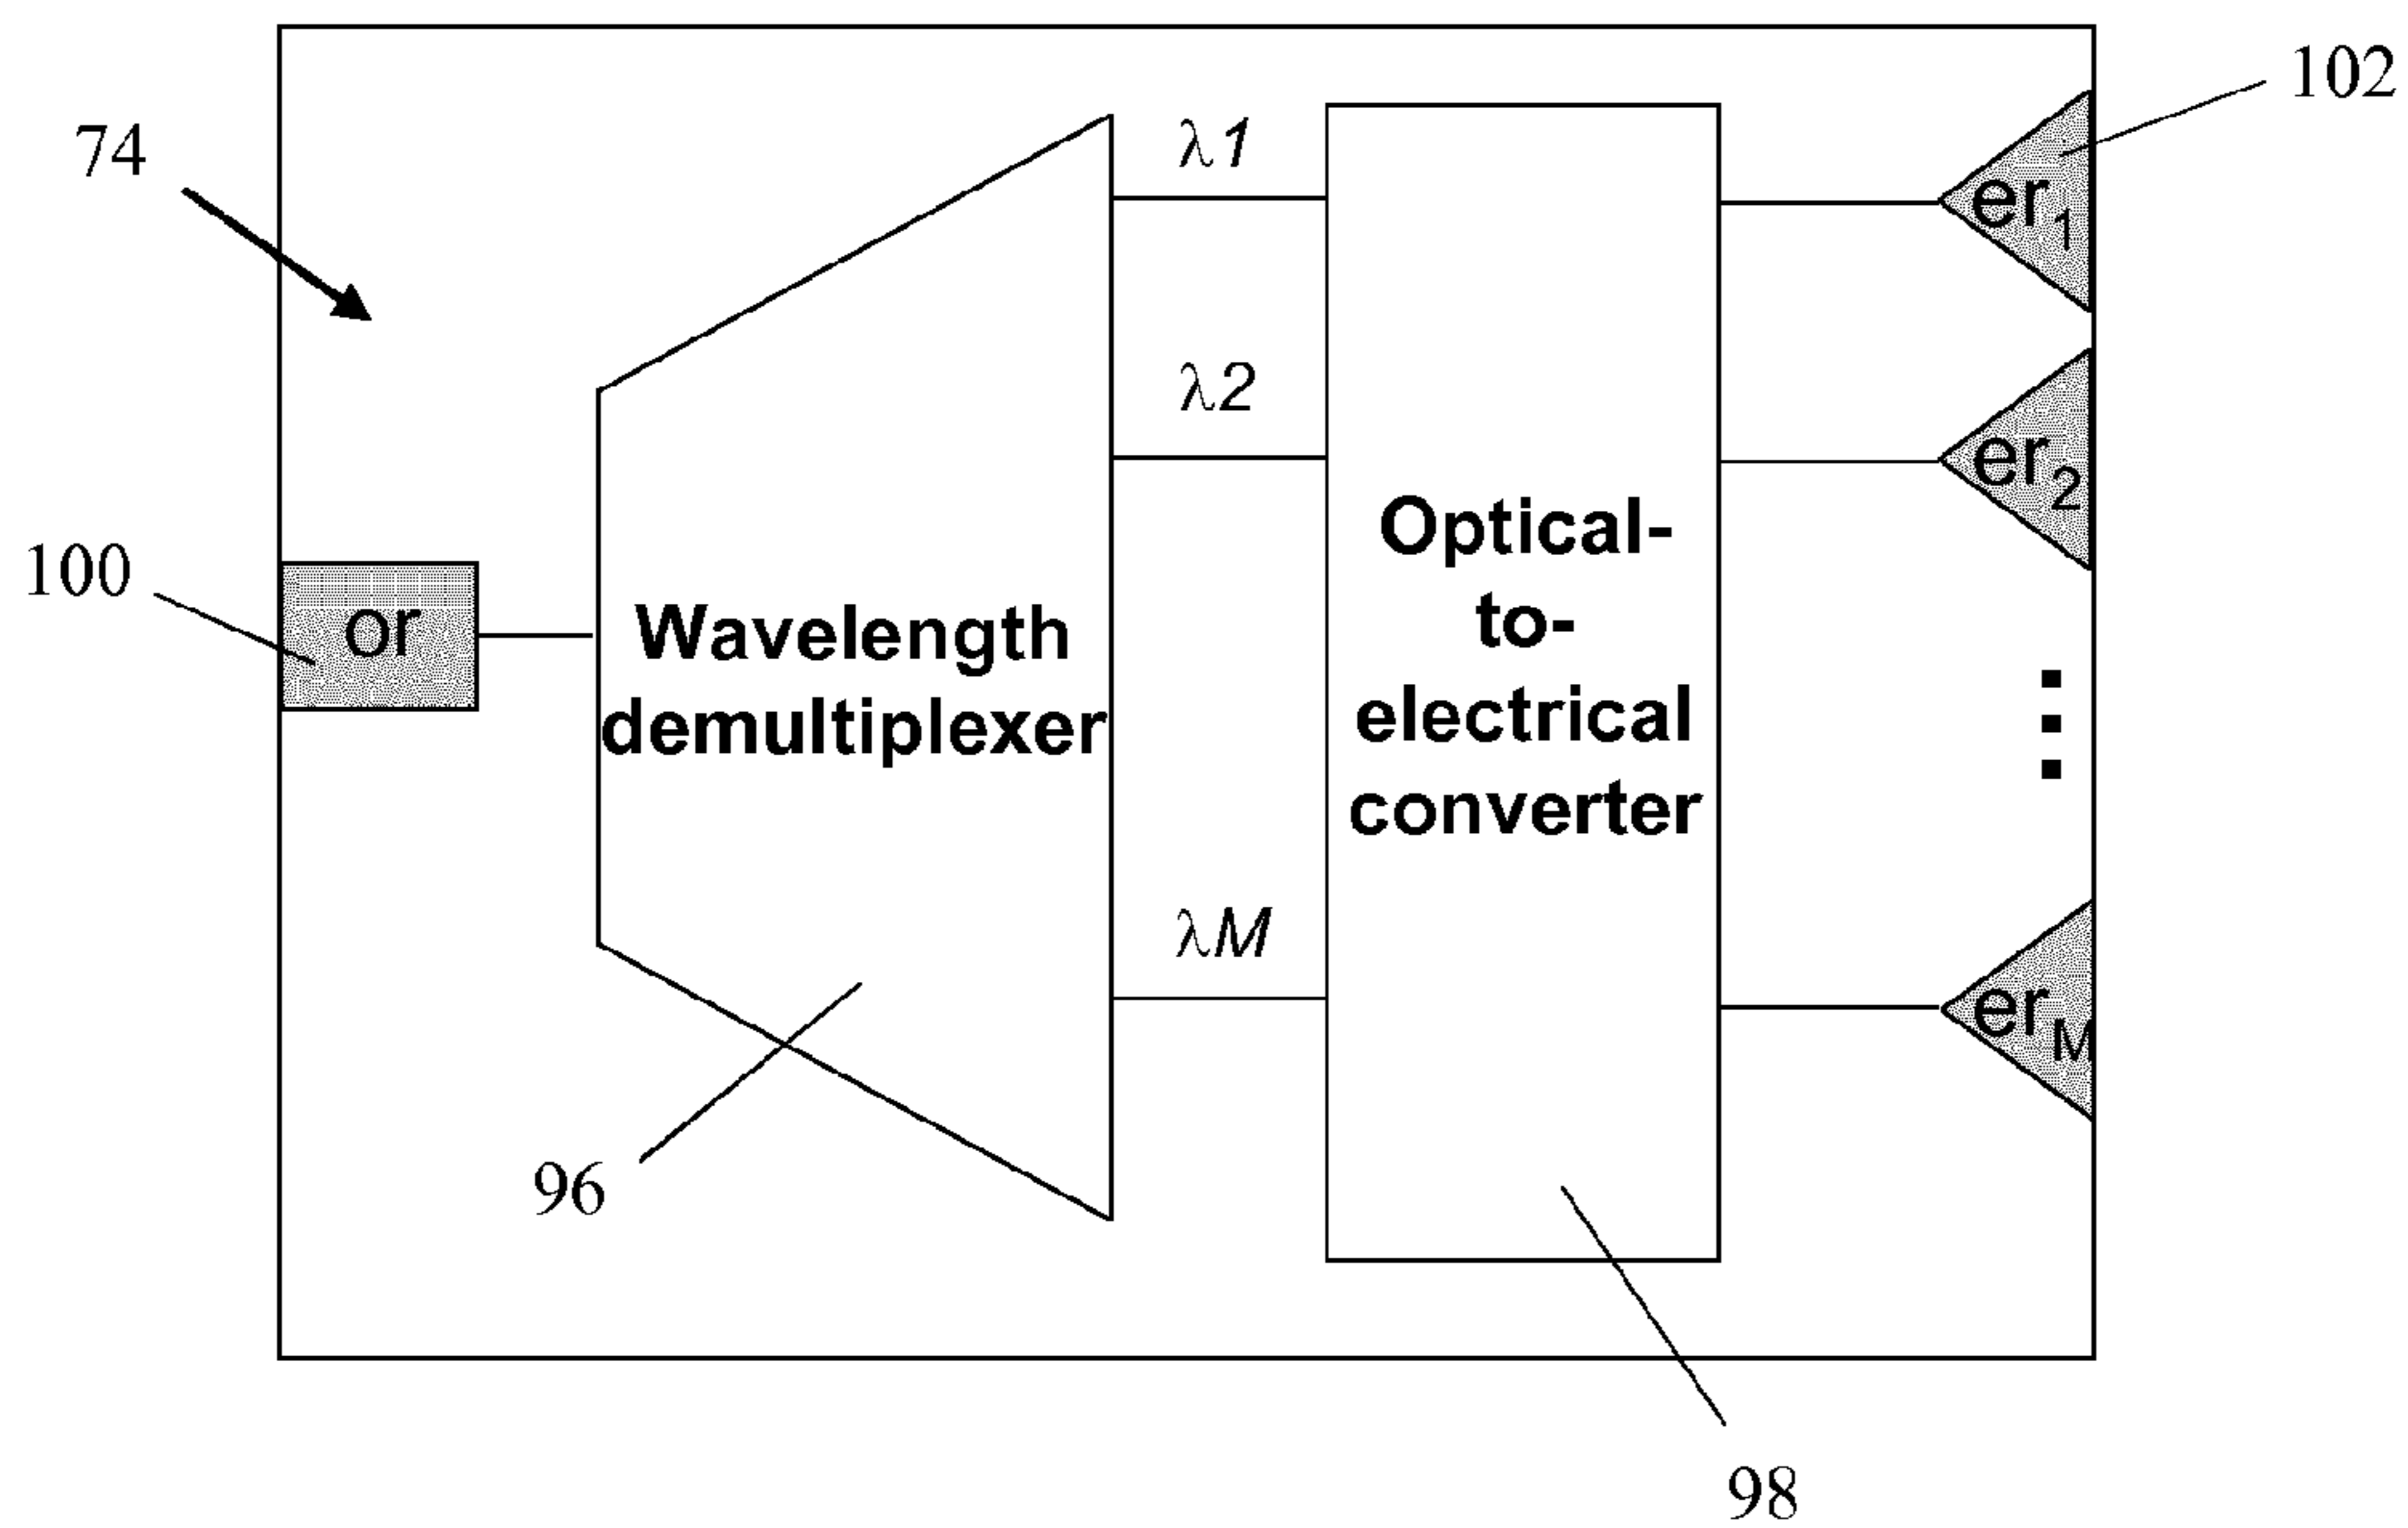 102
74
λ1
er1
λ2
er2
Optical-
to-
electrical
converter
100
or
Wavelength
demultiplexer
λM
erM
96
98